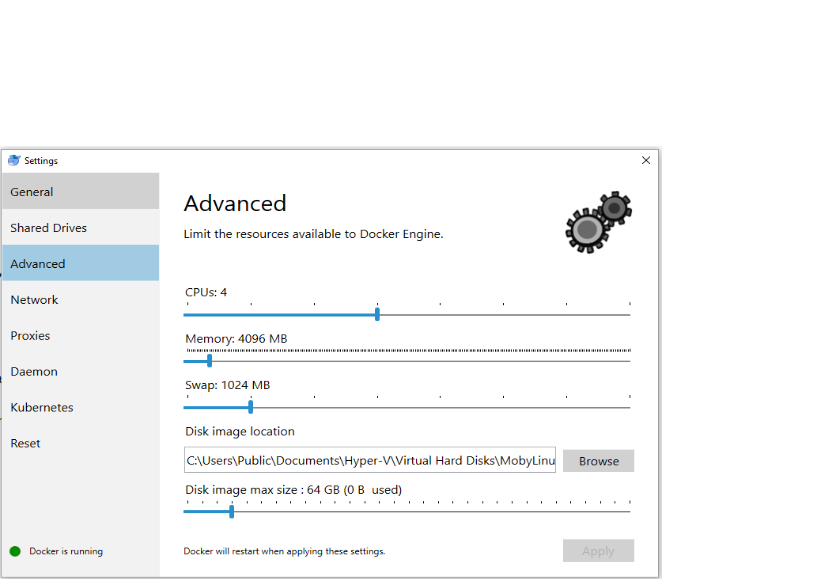 Settings
General
Shared Drives
Advanced
Network
Proxies
Daemon
Kubernetes
Reset
Docker is running
Advanced
Limit the resources available to Docker Engine.
CPUs: 4
Memory: 4096 MB
Swap: 1024 MB
Disk image location
C:\Users\Public\Documents\Hyper-V\Virtual Hard Disks\MobyLinu
Browse
Disk image max size : 64 GB (0 B  used)
Docker will restart when applying these settings.
Apply